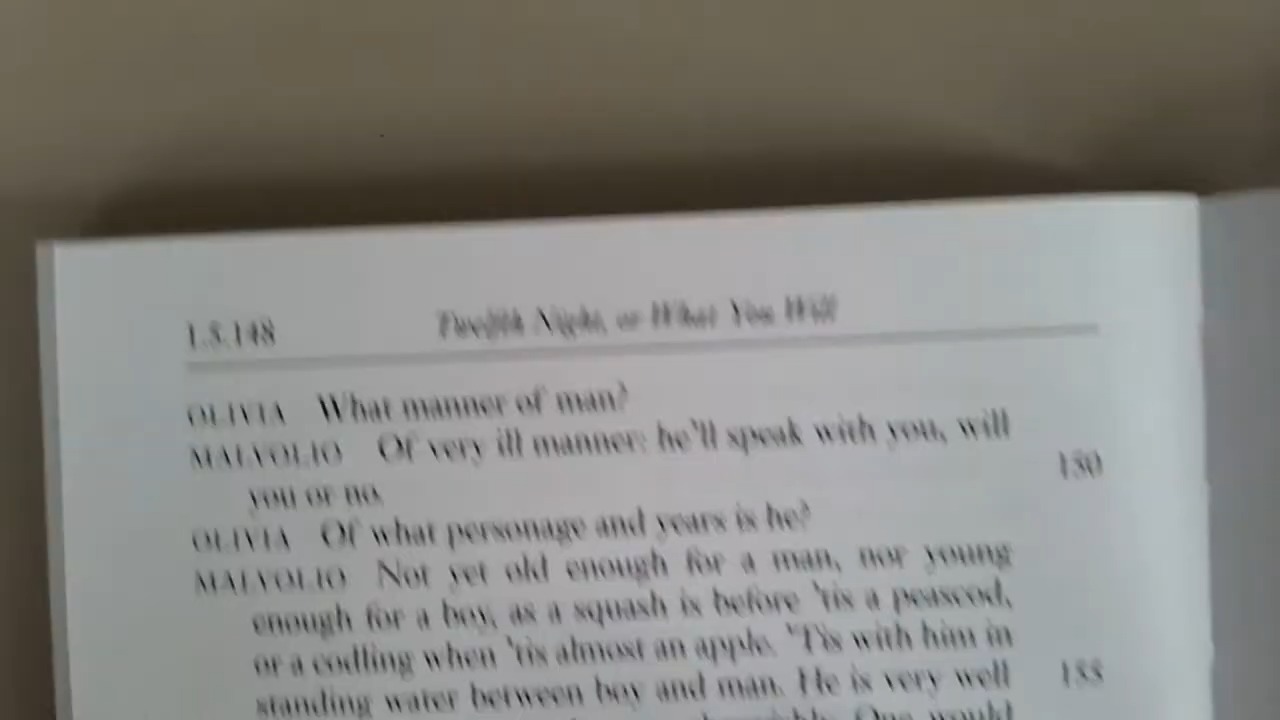 1.5.148 Twelfth Night, or What You Will
OLIVIA What manner of man?
MALVOLIO Of very ill manner: he'll speak with you, will
you or no. 150
OLIVIA Of what personage and years is he?
MALVOLIO Not yet old enough for a man, nor young
enough for a boy, as a squash is before 'tis a peascod,
or a codling when 'tis almost an apple. 'Tis with him in
standing water between boy and man. He is very well 155
One would